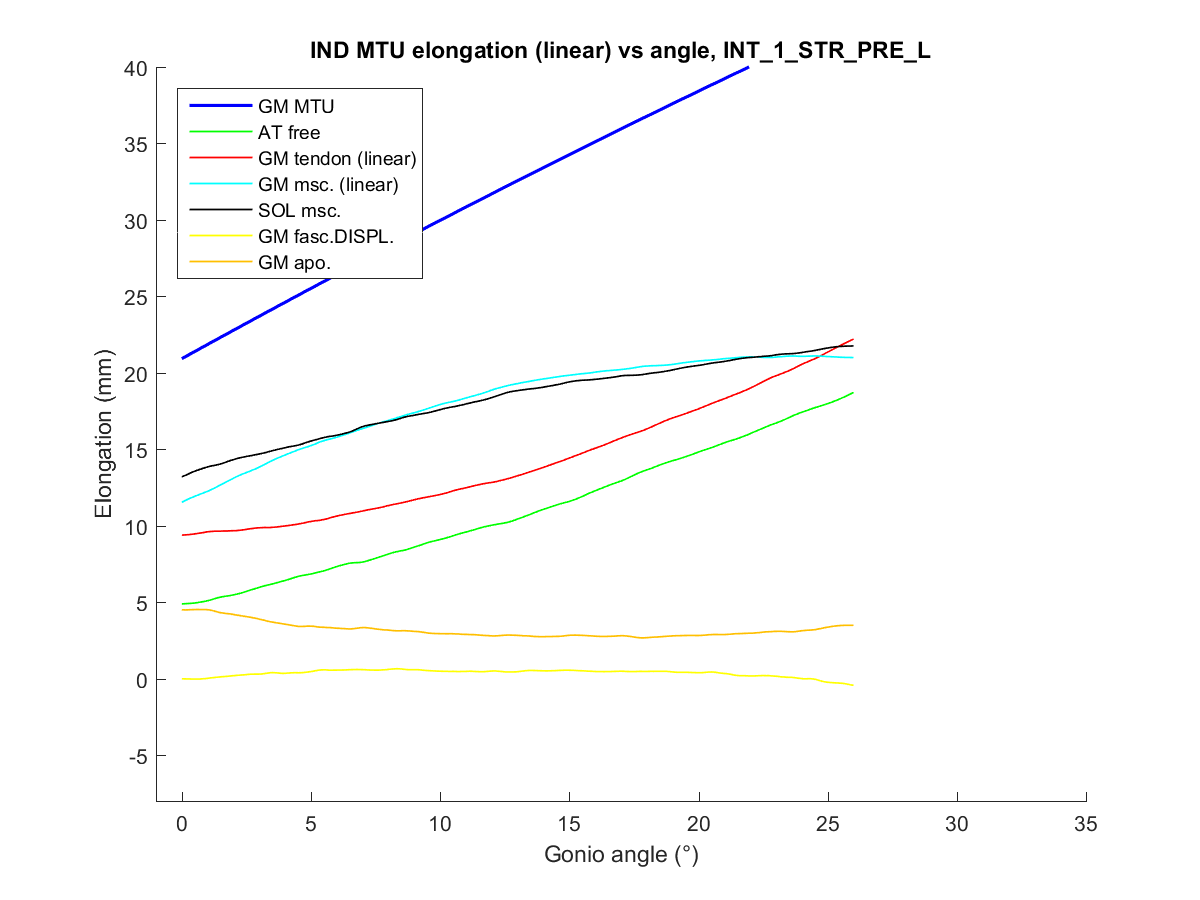 IND MTU elongation (linear) vs angle, INT_1_STR_PRE_L
40
35
30
25
20
15
10
5
0
-5
Elongation (mm)
GM MTU
AT free
GM tendon (linear)
GM msc. (linear)
SOL msc.
GM fasc.DISPL.
GM apo.
0 5 10 15 20 25 30 35
Gonio angle (°)